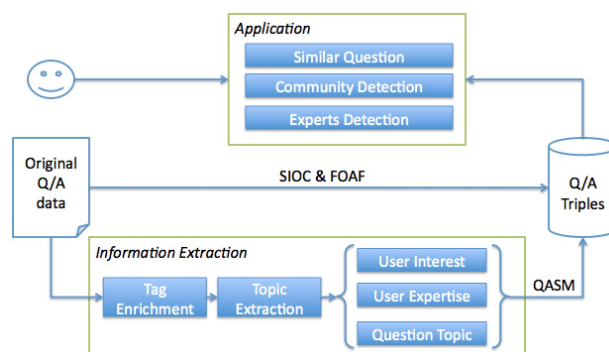 Application
Similar Question
Community Detection
Experts Detection
Original
Q/A
data
SIOC & FOAF
Q/A
Triples
Information Extraction
Tag
Enrichment
Topic
Extraction
User Interest
User Expertise
Question Topic
QASM